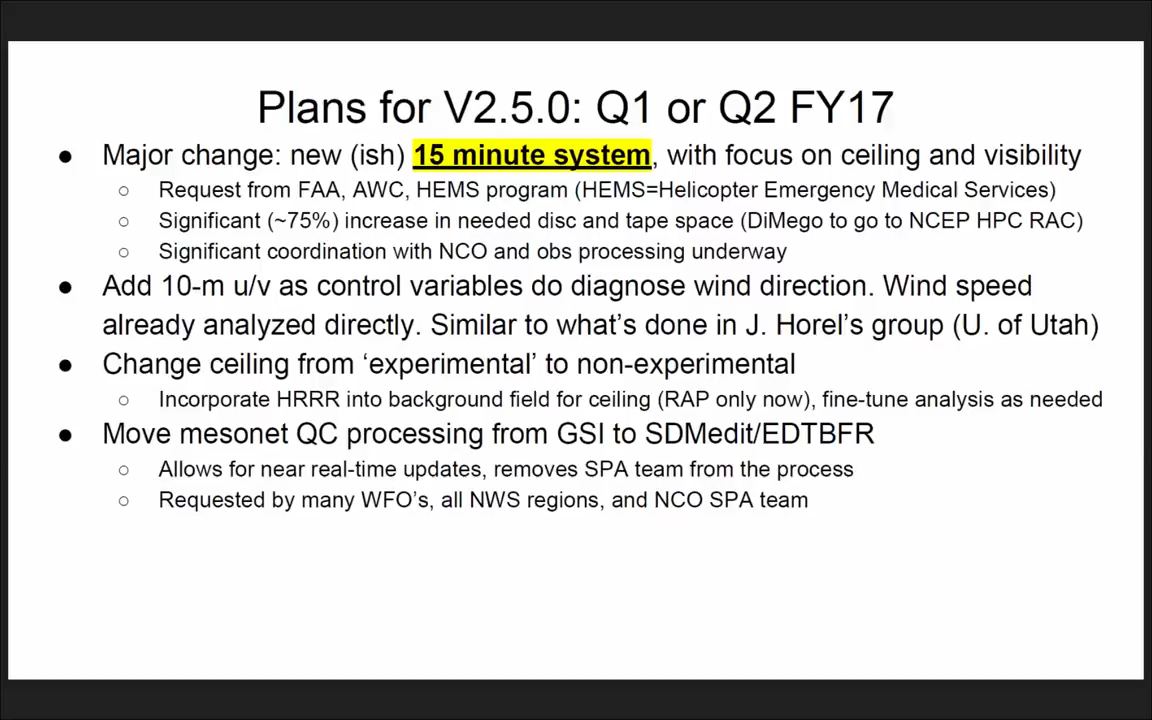 Plans for V2.5.0: Q1 or Q2 FY17
● Major change: new (ish) 15 minute system, with focus on ceiling and visibility
○ Request from FAA, AWC, HEMS program (HEMS=Helicopter Emergency Medical Services)
○ Significant (~75%) increase in needed disc and tape space (DiMego to go to NCEP HPC RAC)
○ Significant coordination with NCO and obs processing underway
● Add 10-m u/v as control variables do diagnose wind direction. Wind speed
already analyzed directly. Similar to what's done in J. Horel's group (U. of Utah)
● Change ceiling from ‘experimental’ to non-experimental
○ Incorporate HRRR into background field for ceiling (RAP only now), fine-tune analysis as needed
● Move mesonet QC processing from GSI to SDMedit/EDTBFR
○ Allows for near real-time updates, removes SPA team from the process
○ Requested by many WFO's, all NWS regions, and NCO SPA team